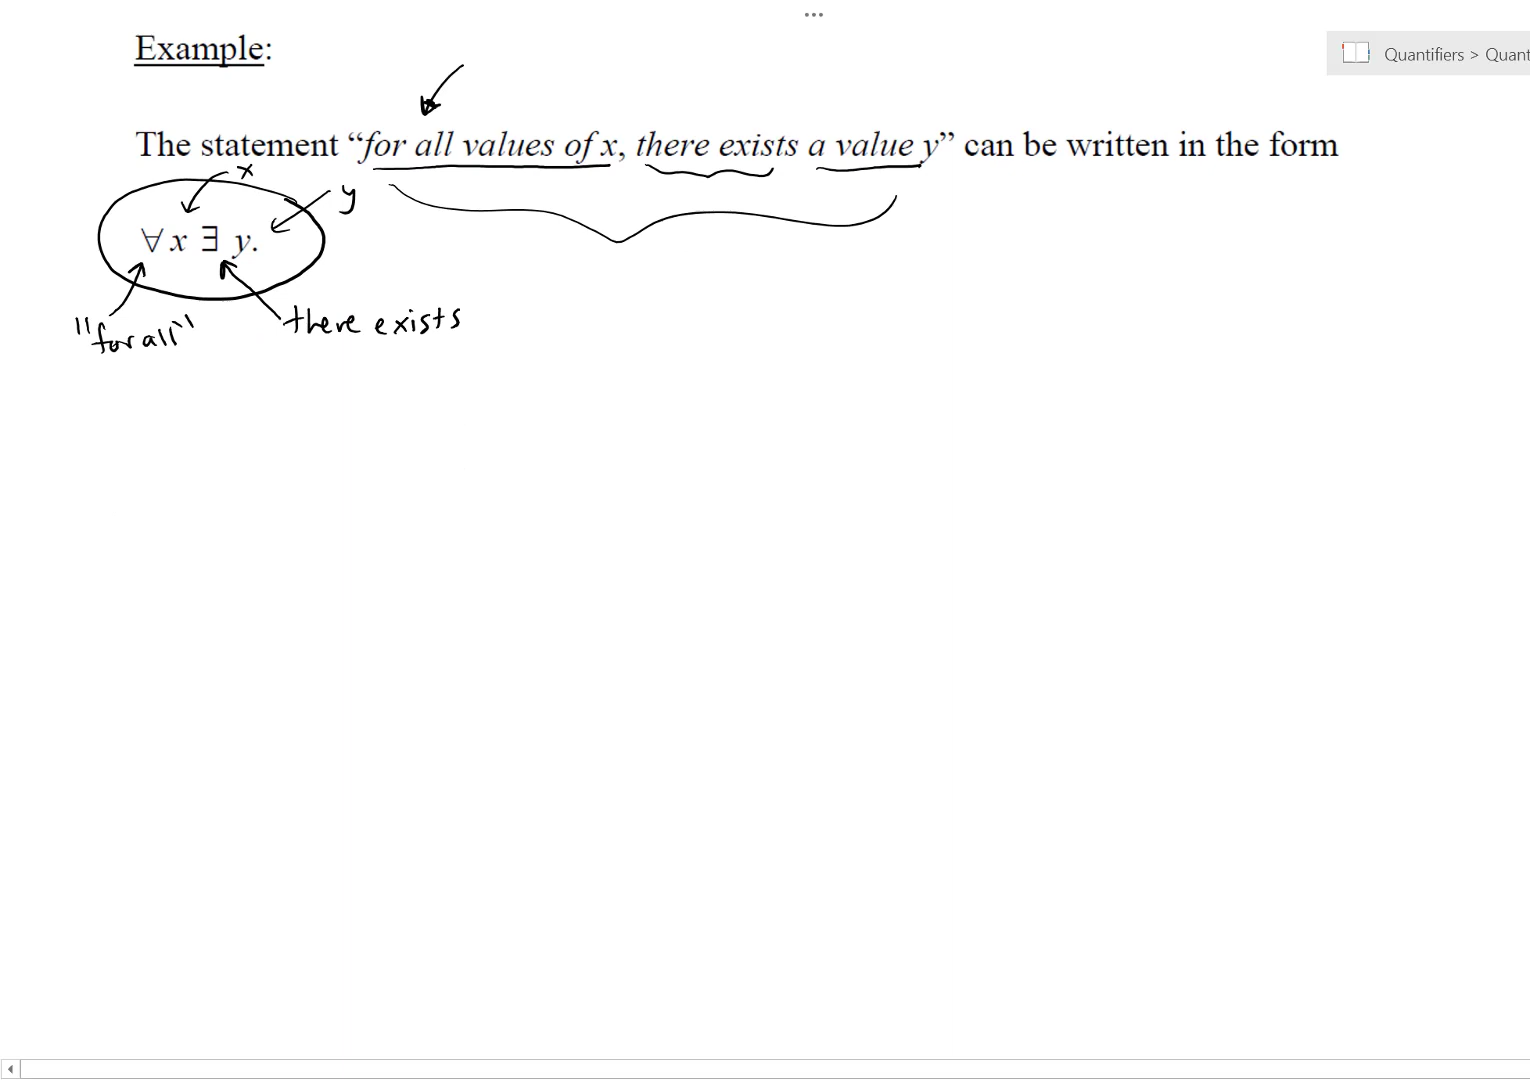 Example:
Quantifiers > Quant
The statement “for all values of x, there exists a value y” can be written in the form
x
y
∀ x ∃ y.
"for all"
there exists